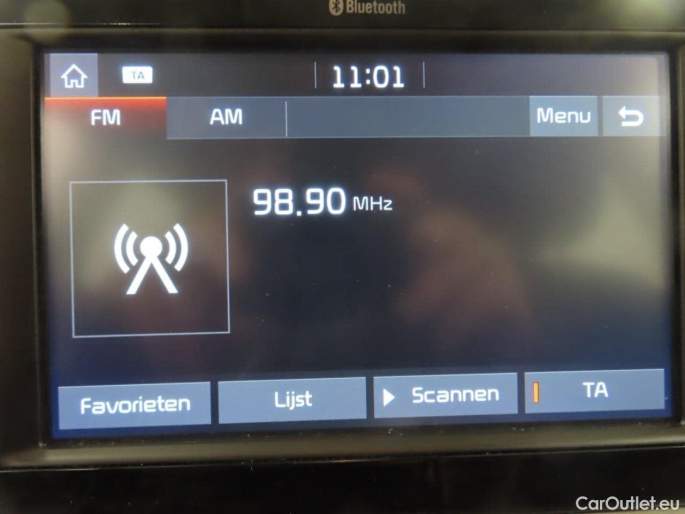 Bluetooth
TA 11:01
FM AM Menu
98.90 MHz
Favorieten Lijst Scannen TA
CarOutlet.eu